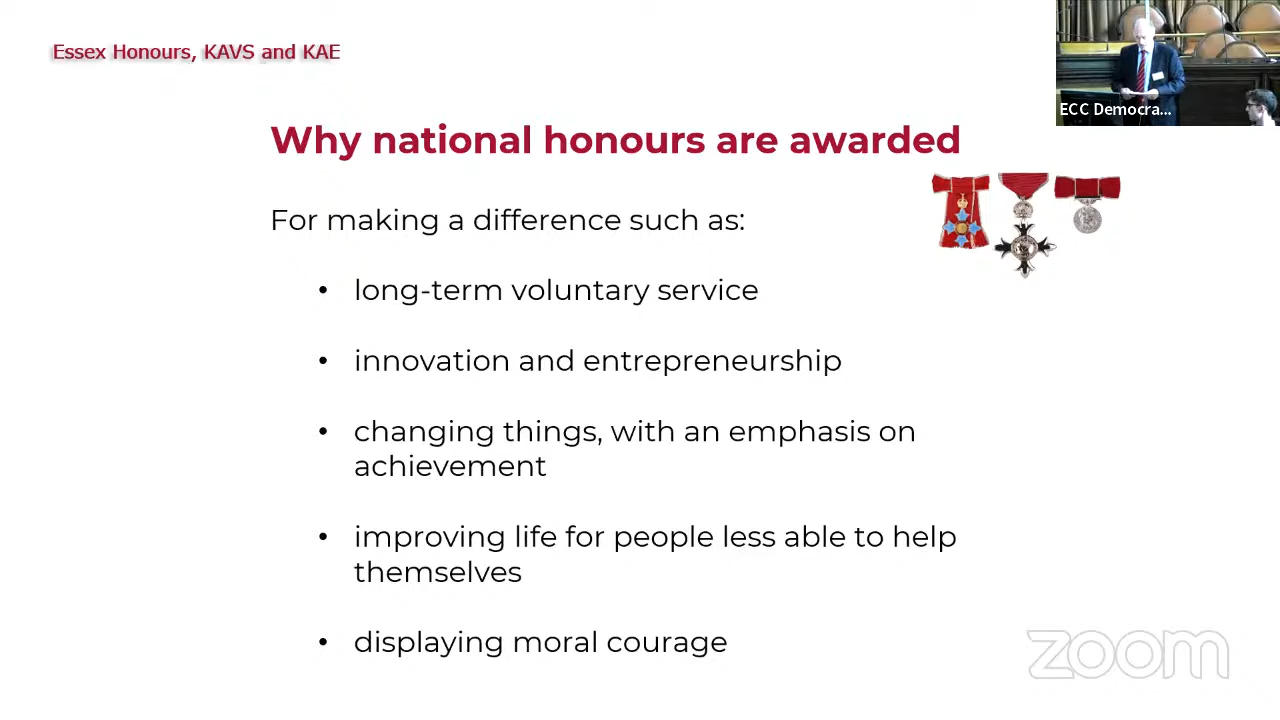 Essex Honours, KAVS and KAE
ECC Democra...
Why national honours are awarded
For making a difference such as:
• long-term voluntary service
• innovation and entrepreneurship
• changing things, with an emphasis on
achievement
• improving life for people less able to help
themselves
• displaying moral courage
zoom